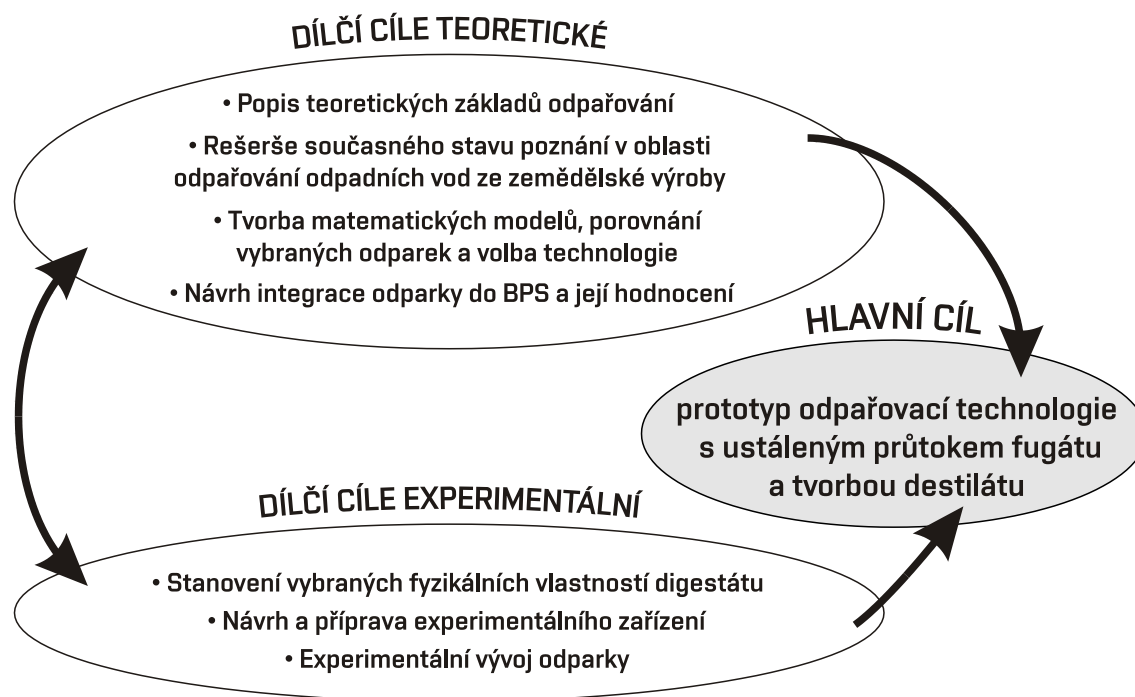 DÍLČÍ CÍLE TEORETICKÉ
• Popis teoretických základů odpařování
• Rešerše současného stavu poznání v oblasti
odpařování odpadních vod ze zemědělské výroby
• Tvorba matematických modelů, porovnání
vybraných odparek a volba technologie
• Návrh integrace odparky do BPS a její hodnocení
HLAVNÍ CÍL
prototyp odpařovací technologie
s ustáleným průtokem fugátu
a tvorbou destilátu
DÍLČÍ CÍLE EXPERIMENTÁLNÍ
• Stanovení vybraných fyzikálních vlastností digestátu
• Návrh a příprava experimentálního zařízení
• Experimentální vývoj odparky